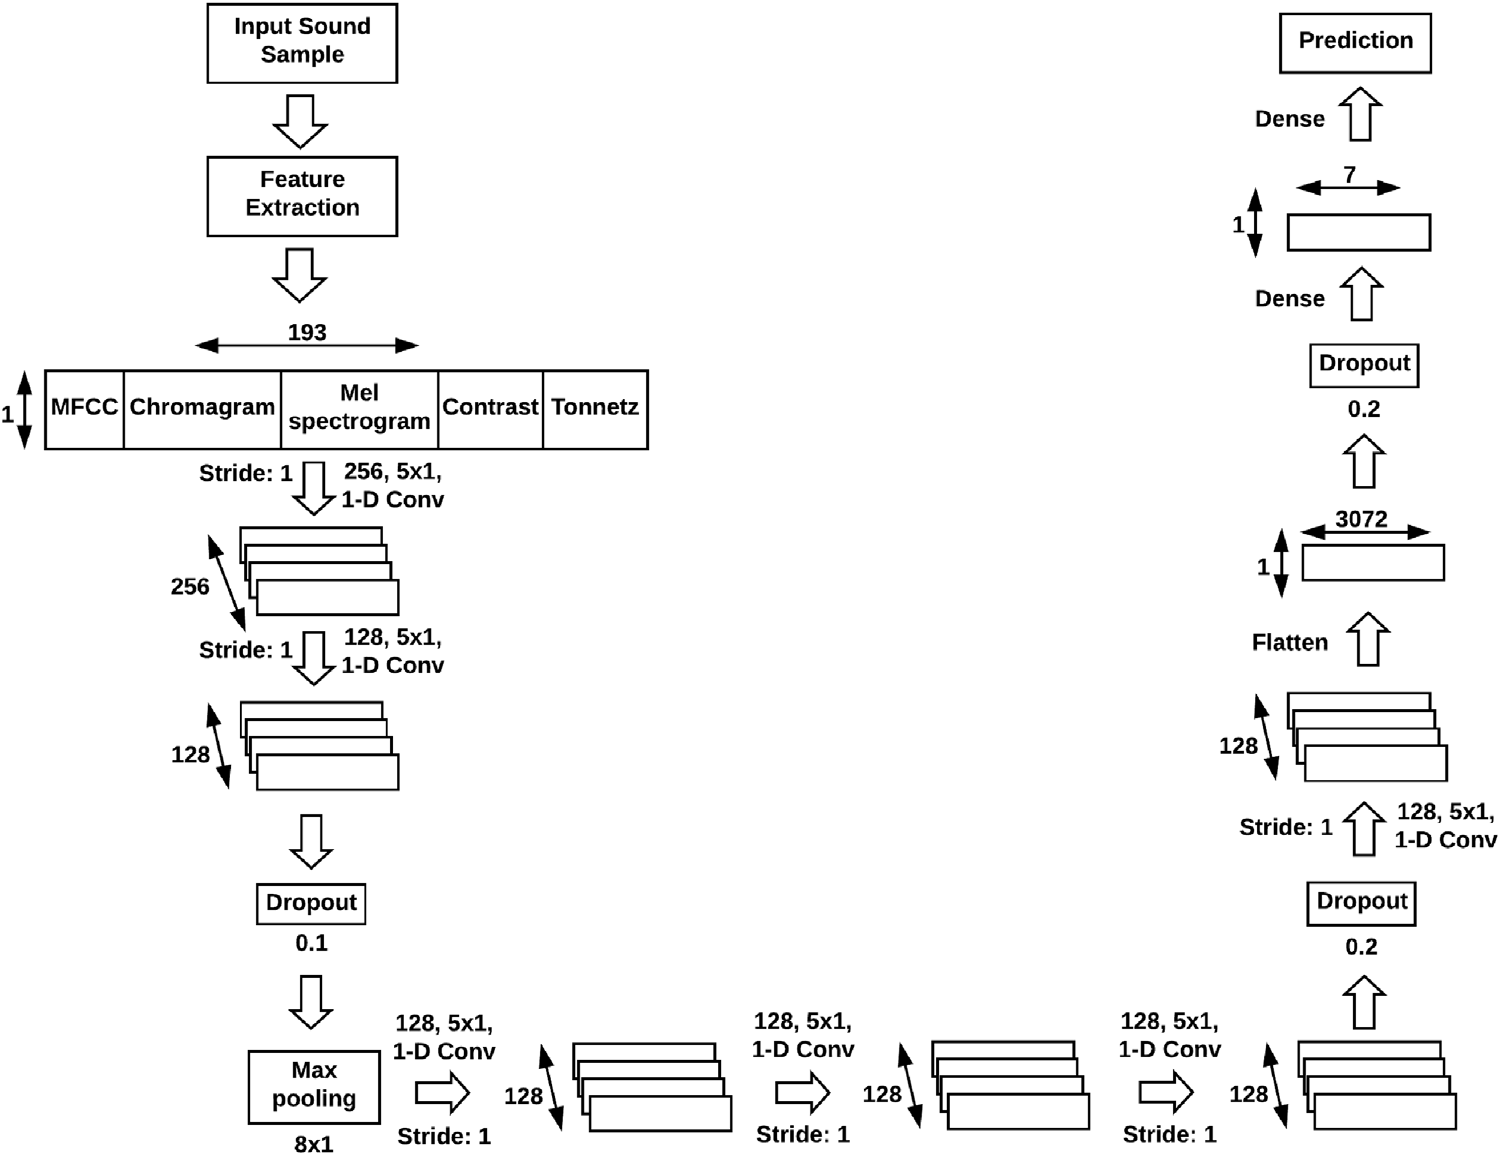 Input Sound
Sample
Feature
Extraction
193
1
MFCC
Chromagram
Mel
spectrogram
Contrast
Tonnetz
Stride: 1
256, 5x1,
1-D Conv
256
Stride: 1
128, 5x1,
1-D Conv
128
Dropout
0.1
Max
pooling
8x1
128, 5x1,
1-D Conv
Stride: 1
128
128, 5x1,
1-D Conv
Stride: 1
128
128, 5x1,
1-D Conv
Stride: 1
128
Dropout
0.2
Stride: 1
128, 5x1,
1-D Conv
128
Flatten
3072
1
Dropout
0.2
Dense
7
1
Dense
Prediction